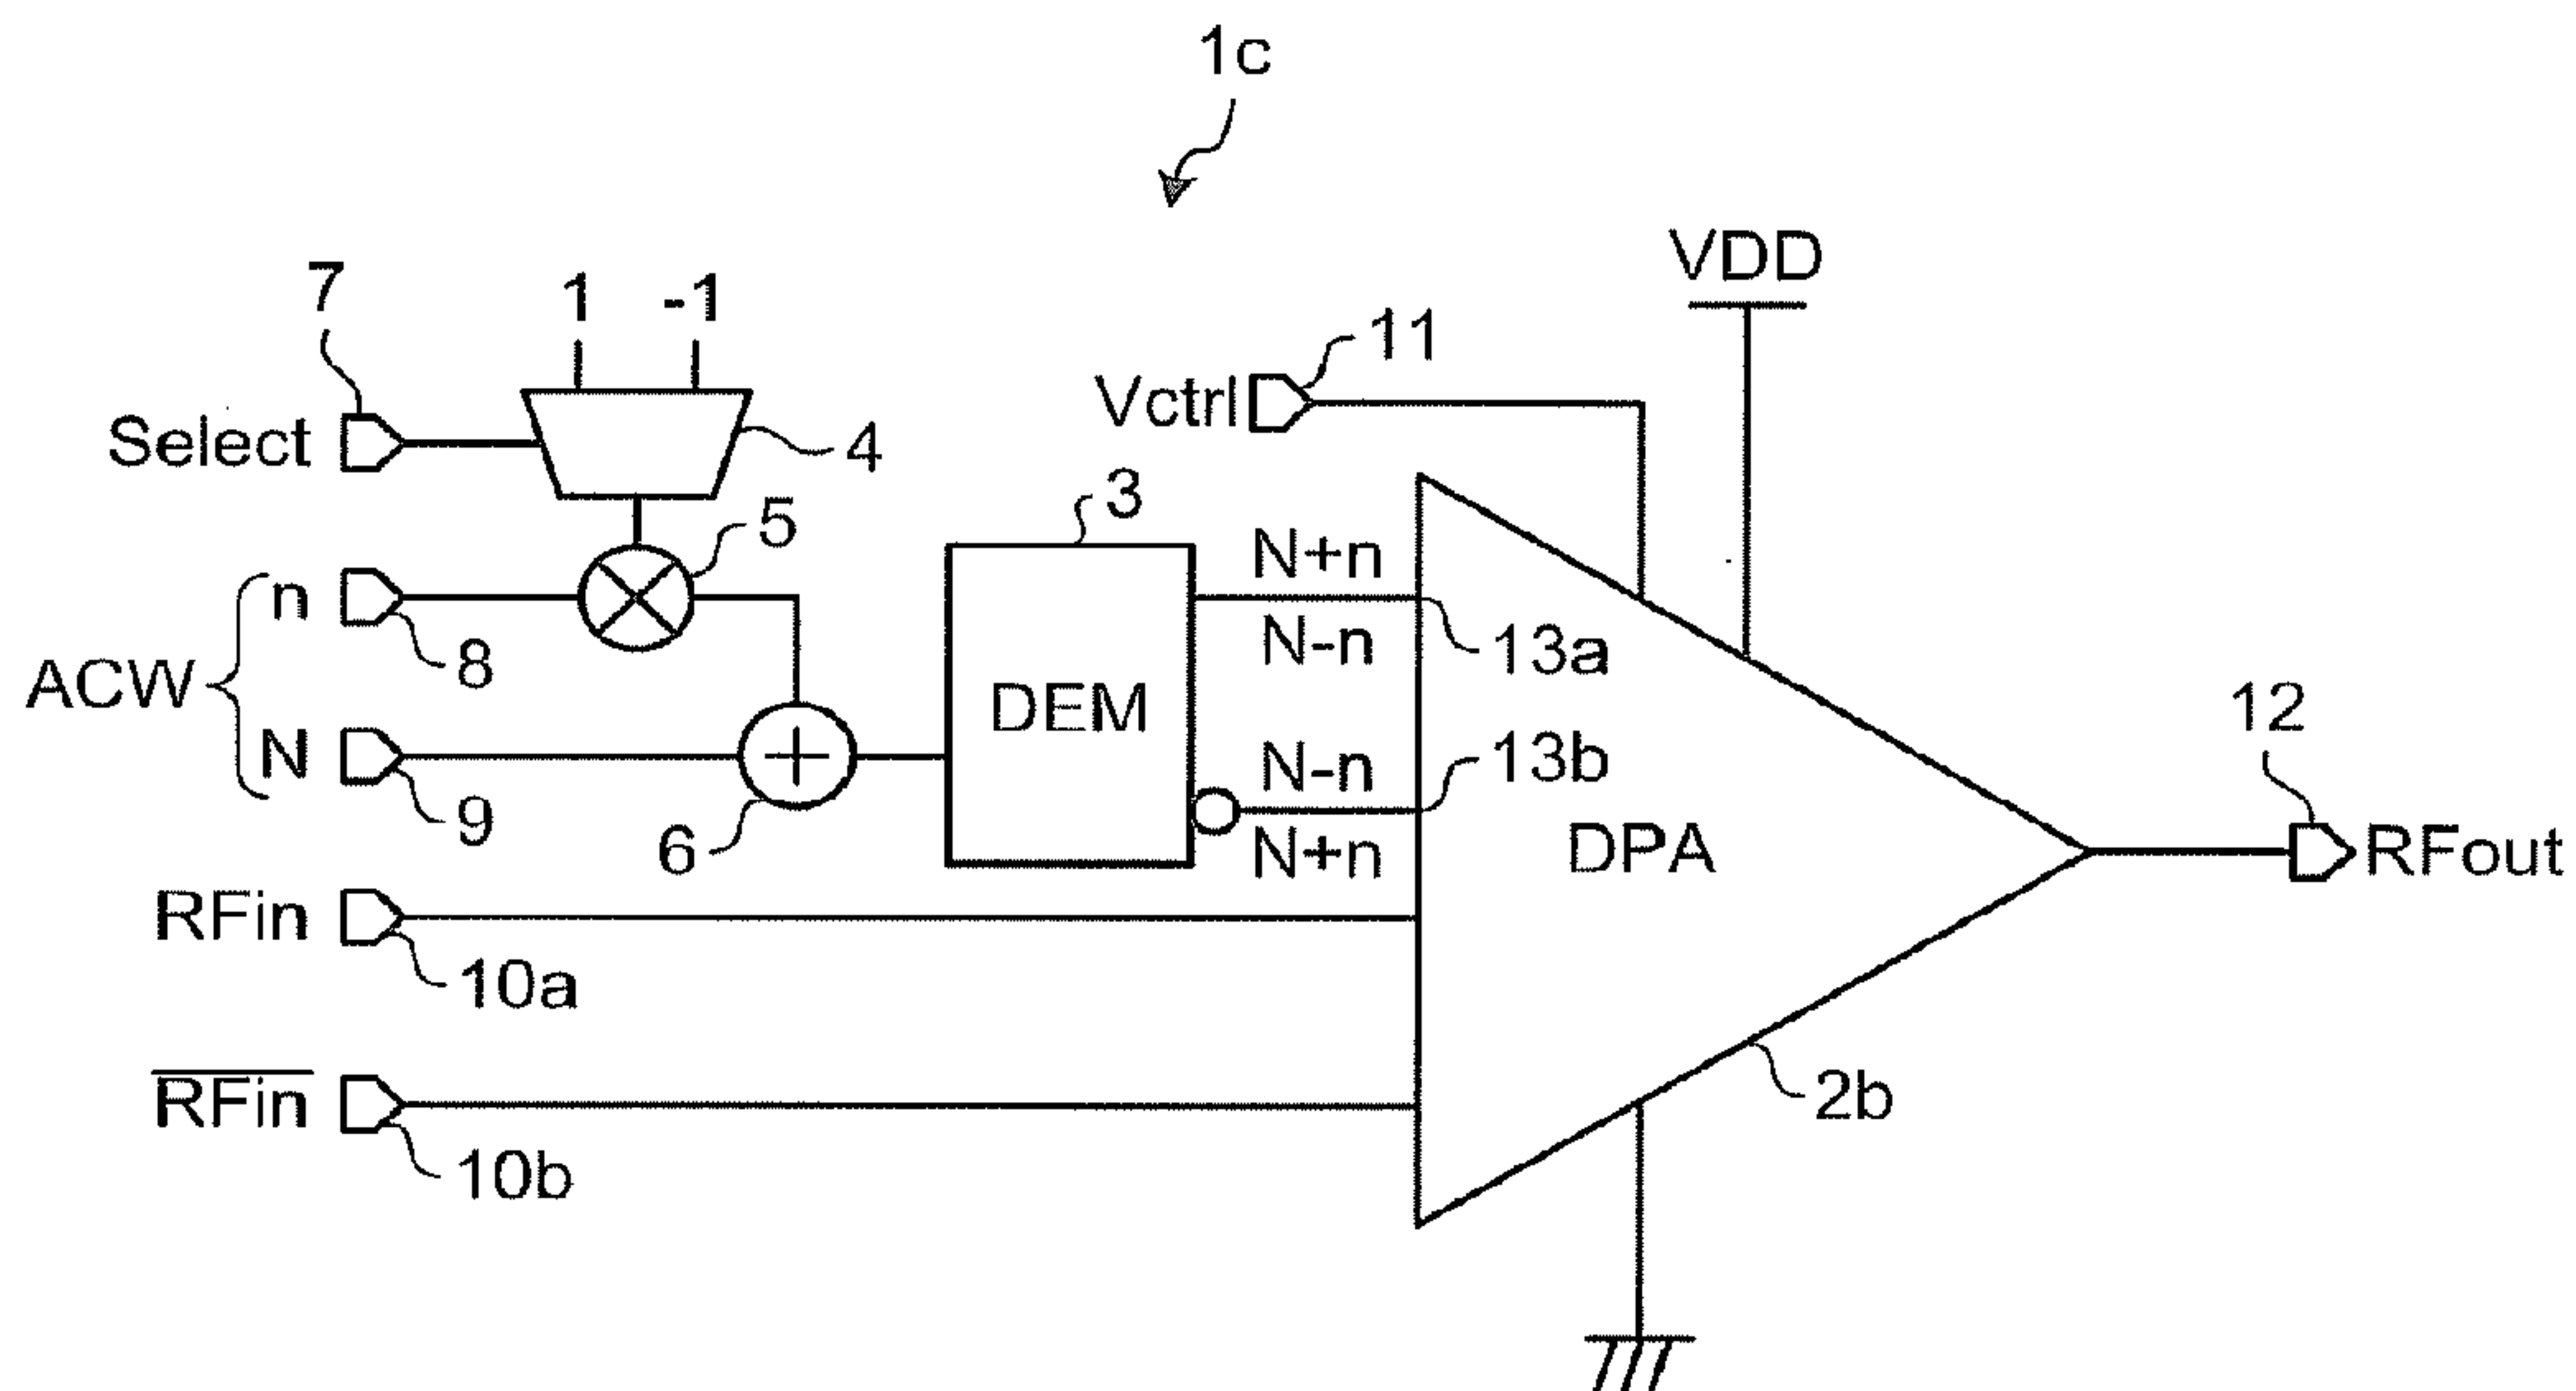 1c
VDD
7
1 -1
11
Vctrl
Select
4
5
3
n
N+n
8
N-n
13a
ACW
DEM
12
N
N-n
13b
9
6
N+n
DPA
RFout
RFin
10a
2b
RFin
10b